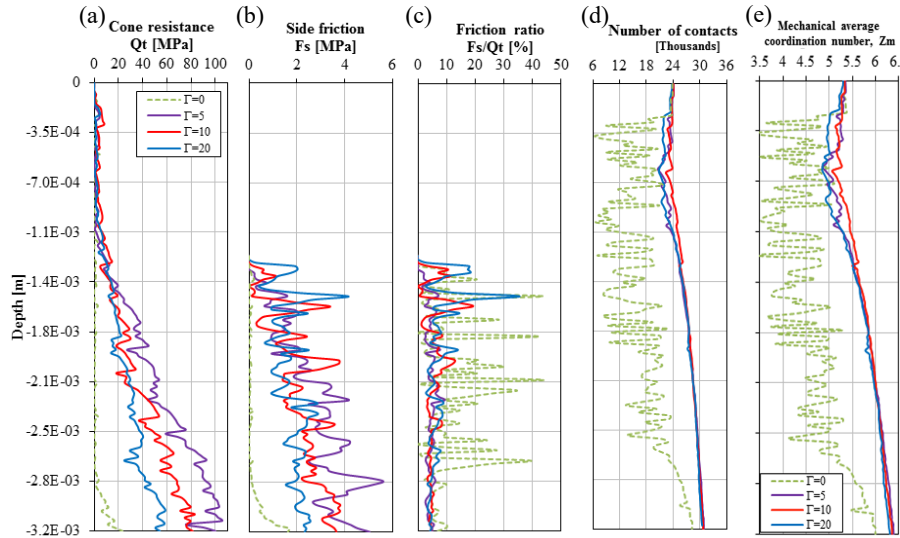 (a)
Cone resistance
Qt [MPa]
0 20 40 60 80 100
(b)
Side friction
Fs [MPa]
0 2 4 6
(c)
Friction ratio
Fs/Qt [%]
0 10 20 30 40 50
(d)
Number of contacts
[Thousands]
6 12 18 24 30 36
(e)
Mechanical average
coordination number, Zm
3.5 4 4.5 5 5.5 6 6.5
Depth [m]
0
-3.5E-04
-7.0E-04
-1.1E-03
-1.4E-03
-1.8E-03
-2.1E-03
-2.5E-03
-2.8E-03
-3.2E-03
Γ=0
Γ=5
Γ=10
Γ=20
Γ=0
Γ=5
Γ=10
Γ=20